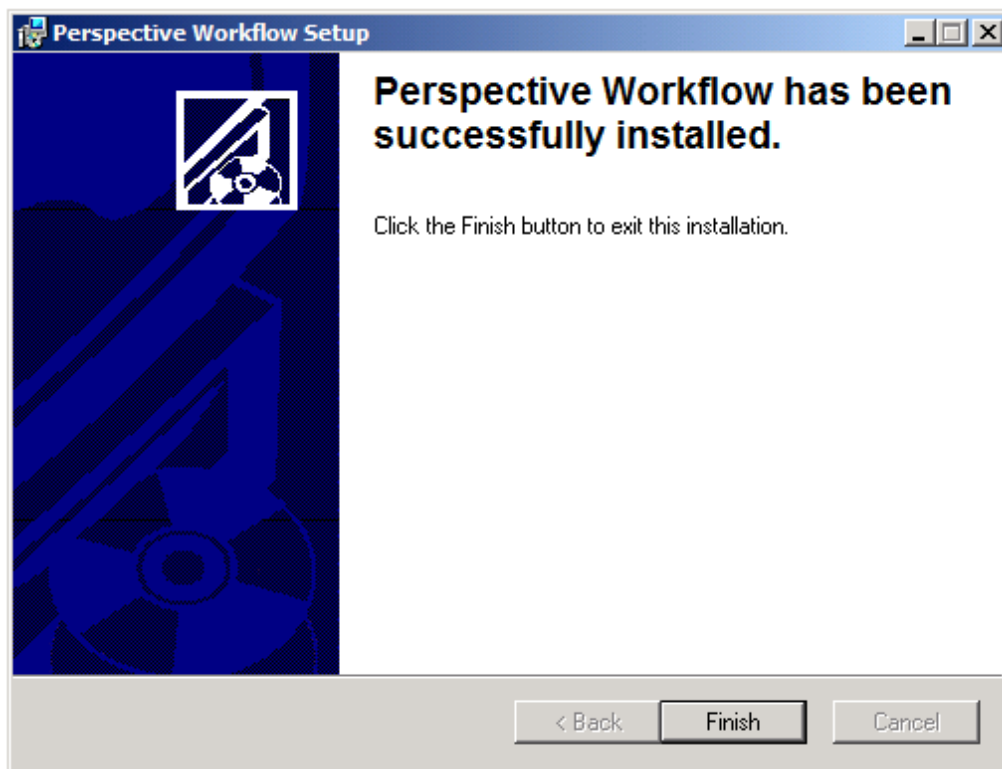 Perspective Workflow Setup
Perspective Workflow has been
successfully installed.
Click the Finish button to exit this installation.
< Back
Finish
Cancel